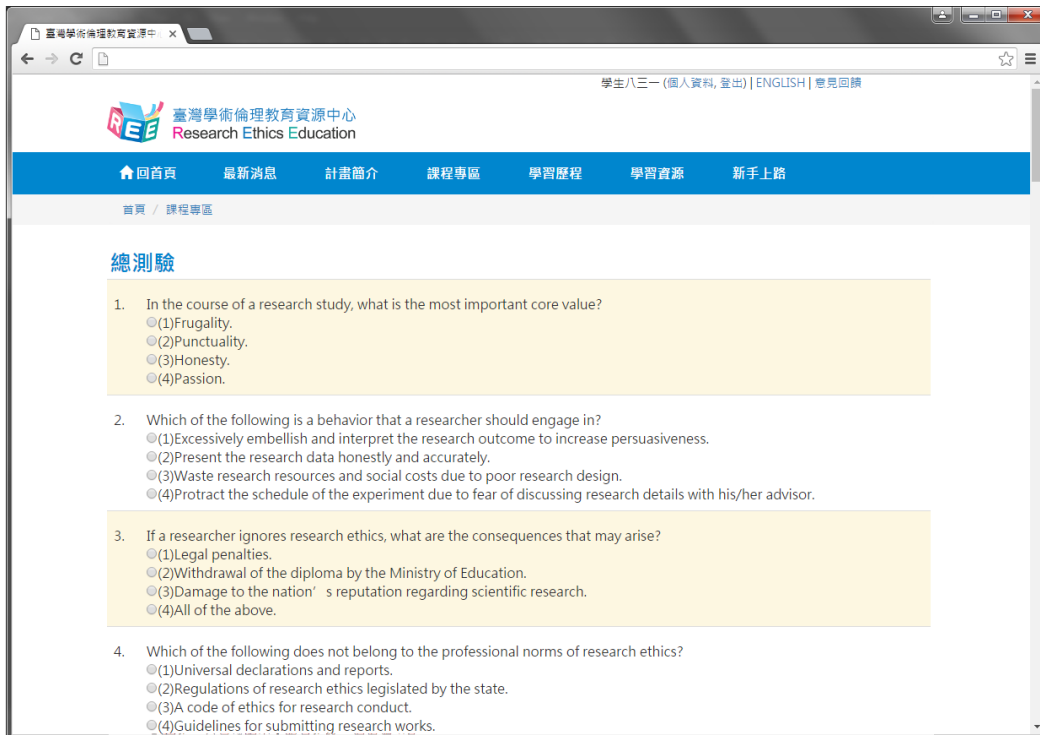 臺灣學術倫理教育資源中
學生八三一 (個人資料, 登出) | ENGLISH | 意見回饋
REE
臺灣學術倫理教育資源中心
Research Ethics Education
回首頁 最新消息 計畫簡介 課程專區 學習歷程 學習資源 新手上路
首頁 / 課程專區
總測驗
1. In the course of a research study, what is the most important core value?
(1)Frugality.
(2)Punctuality.
(3)Honesty.
(4)Passion.
2. Which of the following is a behavior that a researcher should engage in?
(1)Excessively embellish and interpret the research outcome to increase persuasiveness.
(2)Present the research data honestly and accurately.
(3)Waste research resources and social costs due to poor research design.
(4)Protract the schedule of the experiment due to fear of discussing research details with his/her advisor.
3. If a researcher ignores research ethics, what are the consequences that may arise?
(1)Legal penalties.
(2)Withdrawal of the diploma by the Ministry of Education.
(3)Damage to the nation's reputation regarding scientific research.
(4)All of the above.
4. Which of the following does not belong to the professional norms of research ethics?
(1)Universal declarations and reports.
(2)Regulations of research ethics legislated by the state.
(3)A code of ethics for research conduct.
(4)Guidelines for submitting research works.